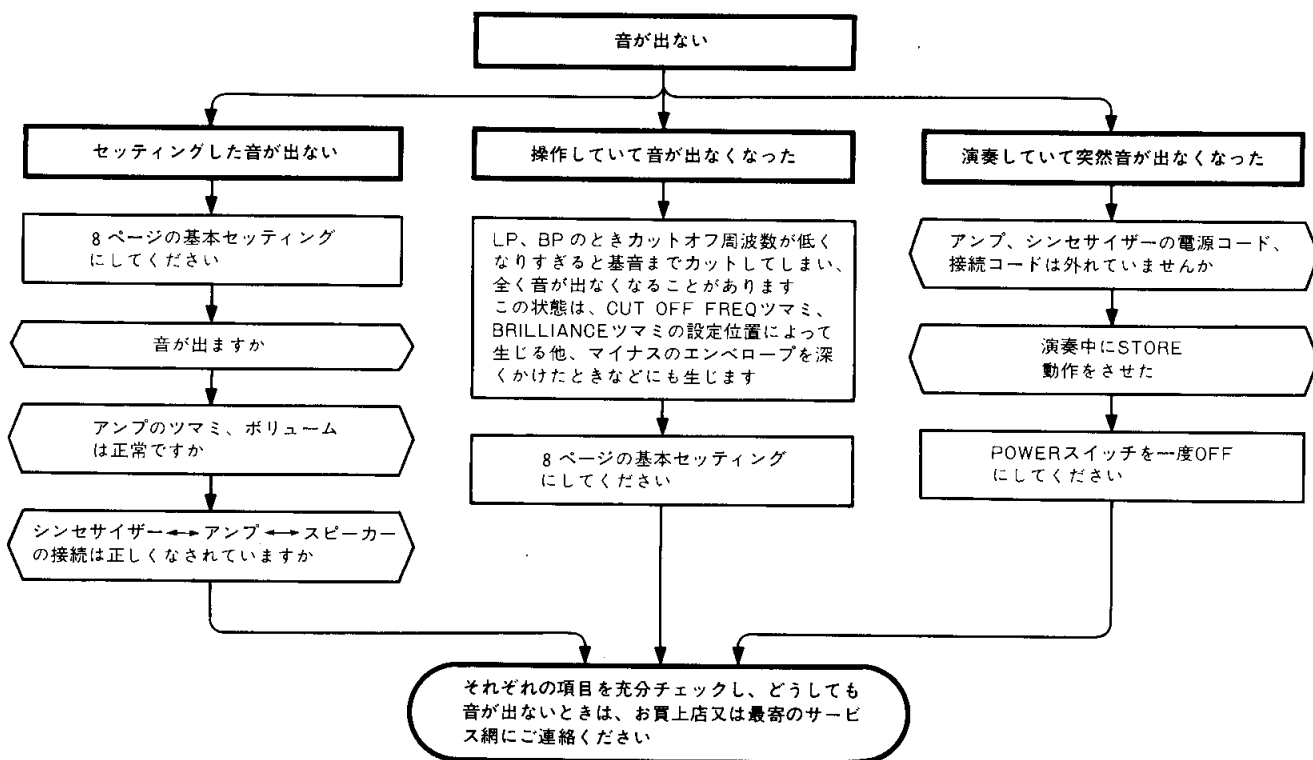 音が出ない
セッティングした音が出ない
8ページの基本セッティング
にしてください
音が出ますか
アンプのツマミ、ボリューム
は正常ですか
シンセサイザー↔アンプ↔スピーカー
の接続は正しくなされていますか
操作していて音が出なくなった
LP、BPのときカットオフ周波数が低く
なりすぎると基音までカットしてしまい、
全く音が出なくなることがあります
この状態は、CUT OFF FREQツマミ、
BRILLIANCEツマミの設定位置によって
生じる他、マイナスのエンベロープを深
くかけたときなどにも生じます
8ページの基本セッティング
にしてください
演奏していて突然音が出なくなった
アンプ、シンセサイザーの電源コード、
接続コードは外れていませんか
演奏中にSTORE
動作をさせた
POWERスイッチを一度OFF
にしてください
それぞれの項目を充分チェックし、どうしても
音が出ないときは、お買上店又は最寄のサービ
ス網にご連絡ください